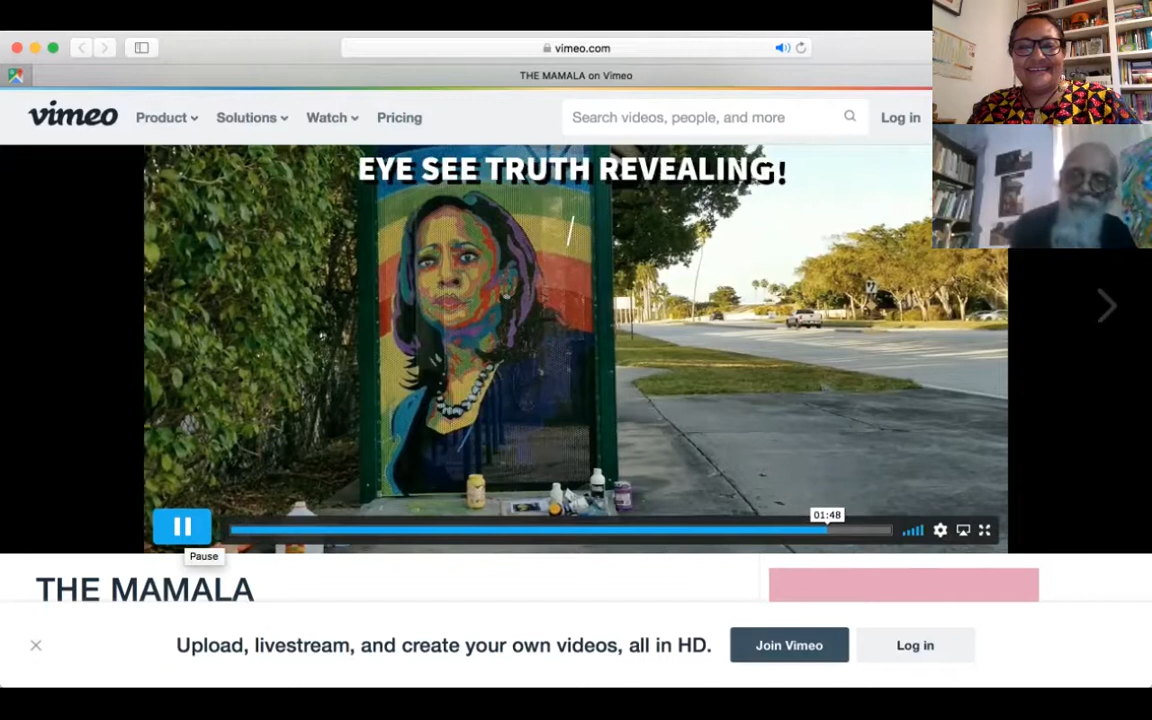 vimeo.com
THE MAMALA on Vimeo
vimeo
Product
Solutions
Watch
Pricing
Search videos, people, and more
Log in
EYE SEE TRUTH REVEALING!
01:48
Pause
THE MAMALA
Upload, livestream, and create your own videos, all in HD.
Join Vimeo
Log in